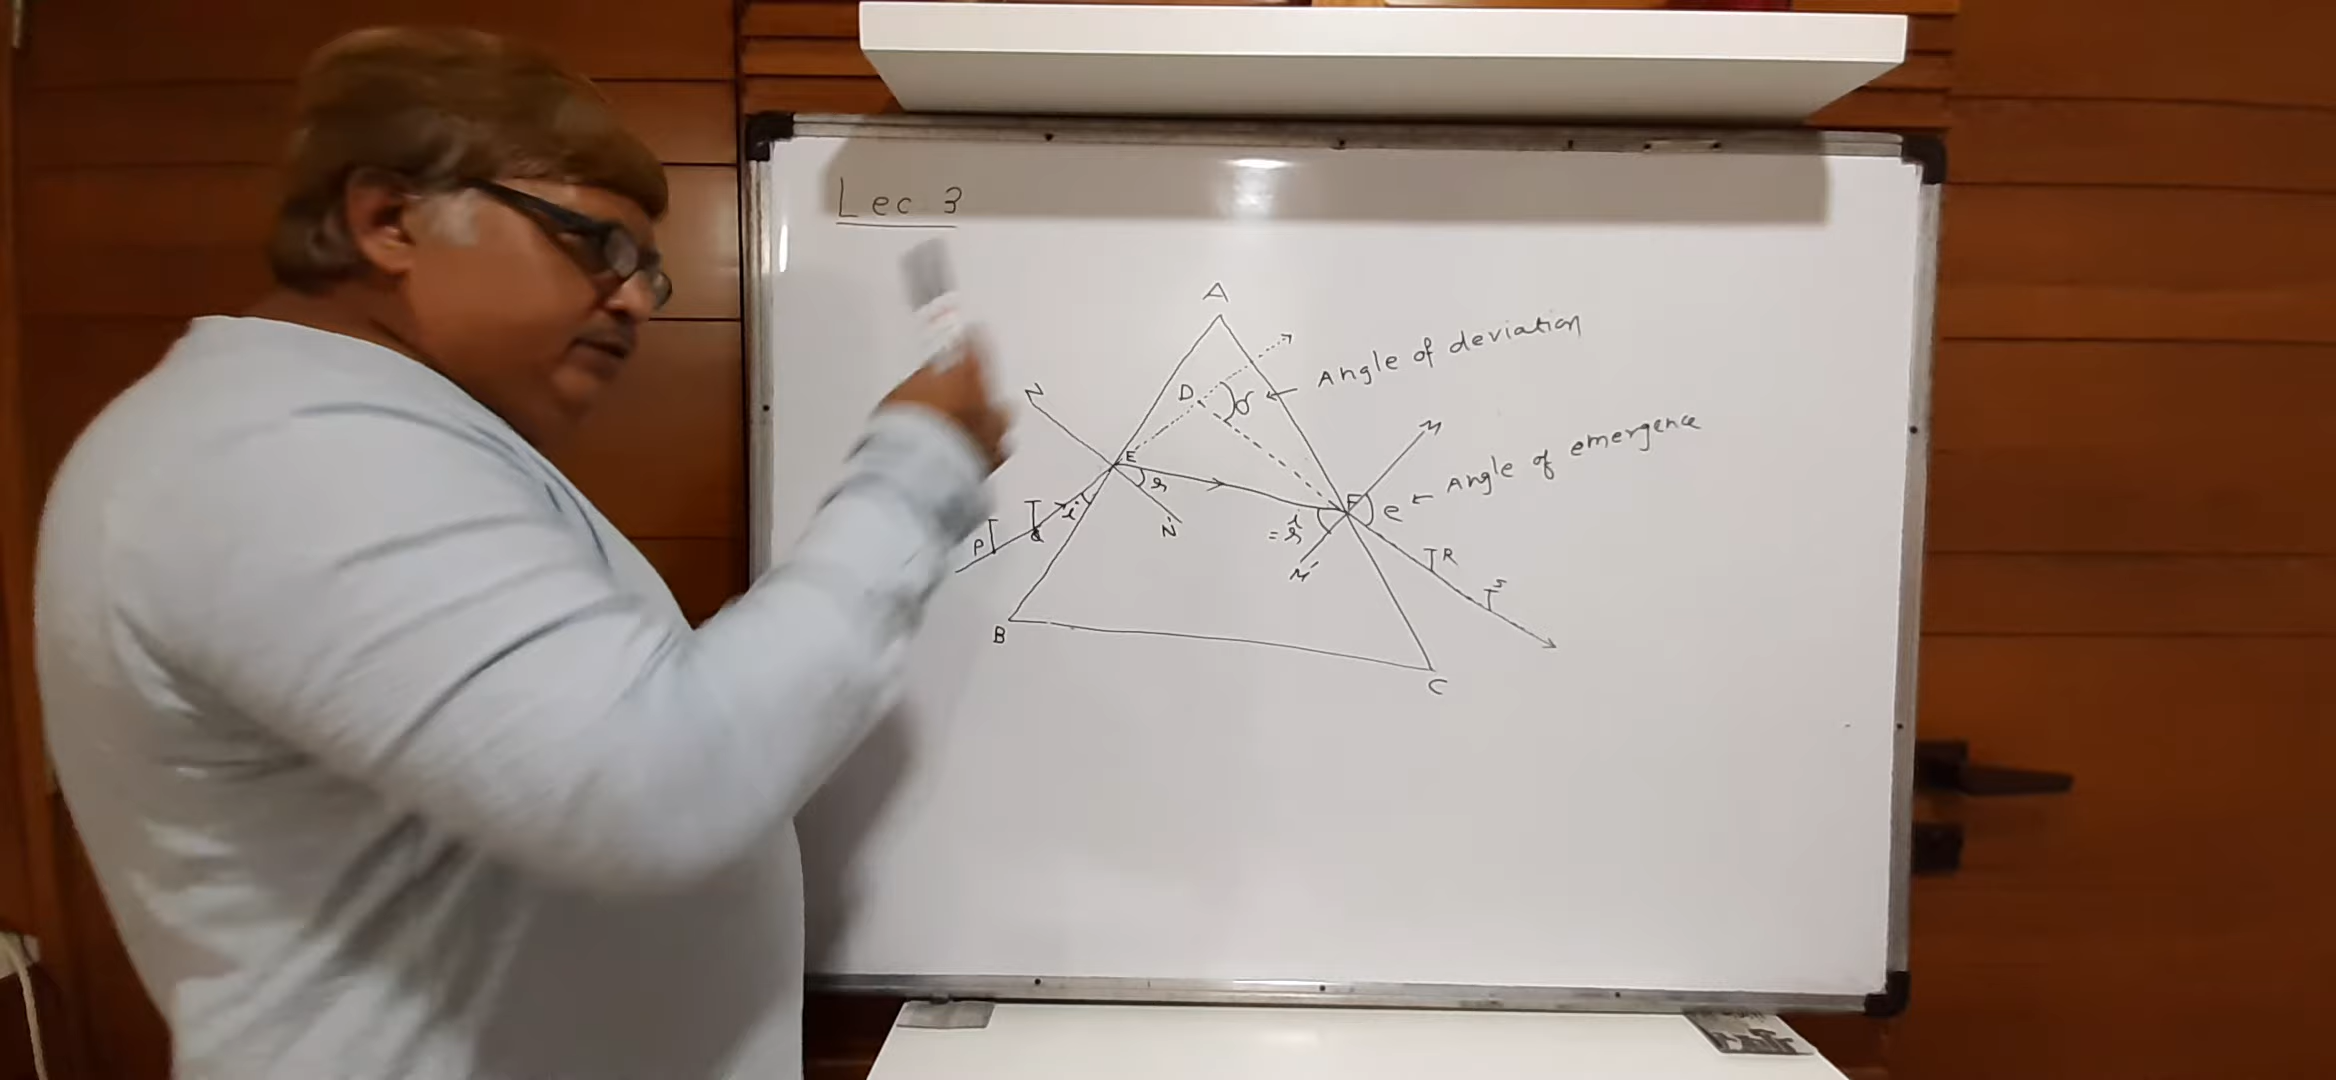 Lec 3
A
Angle of deviation
D
δ
N
M
Angle of emergence
E
F
e
r
i
N'
P
Q
=
M'
R
S
B
C